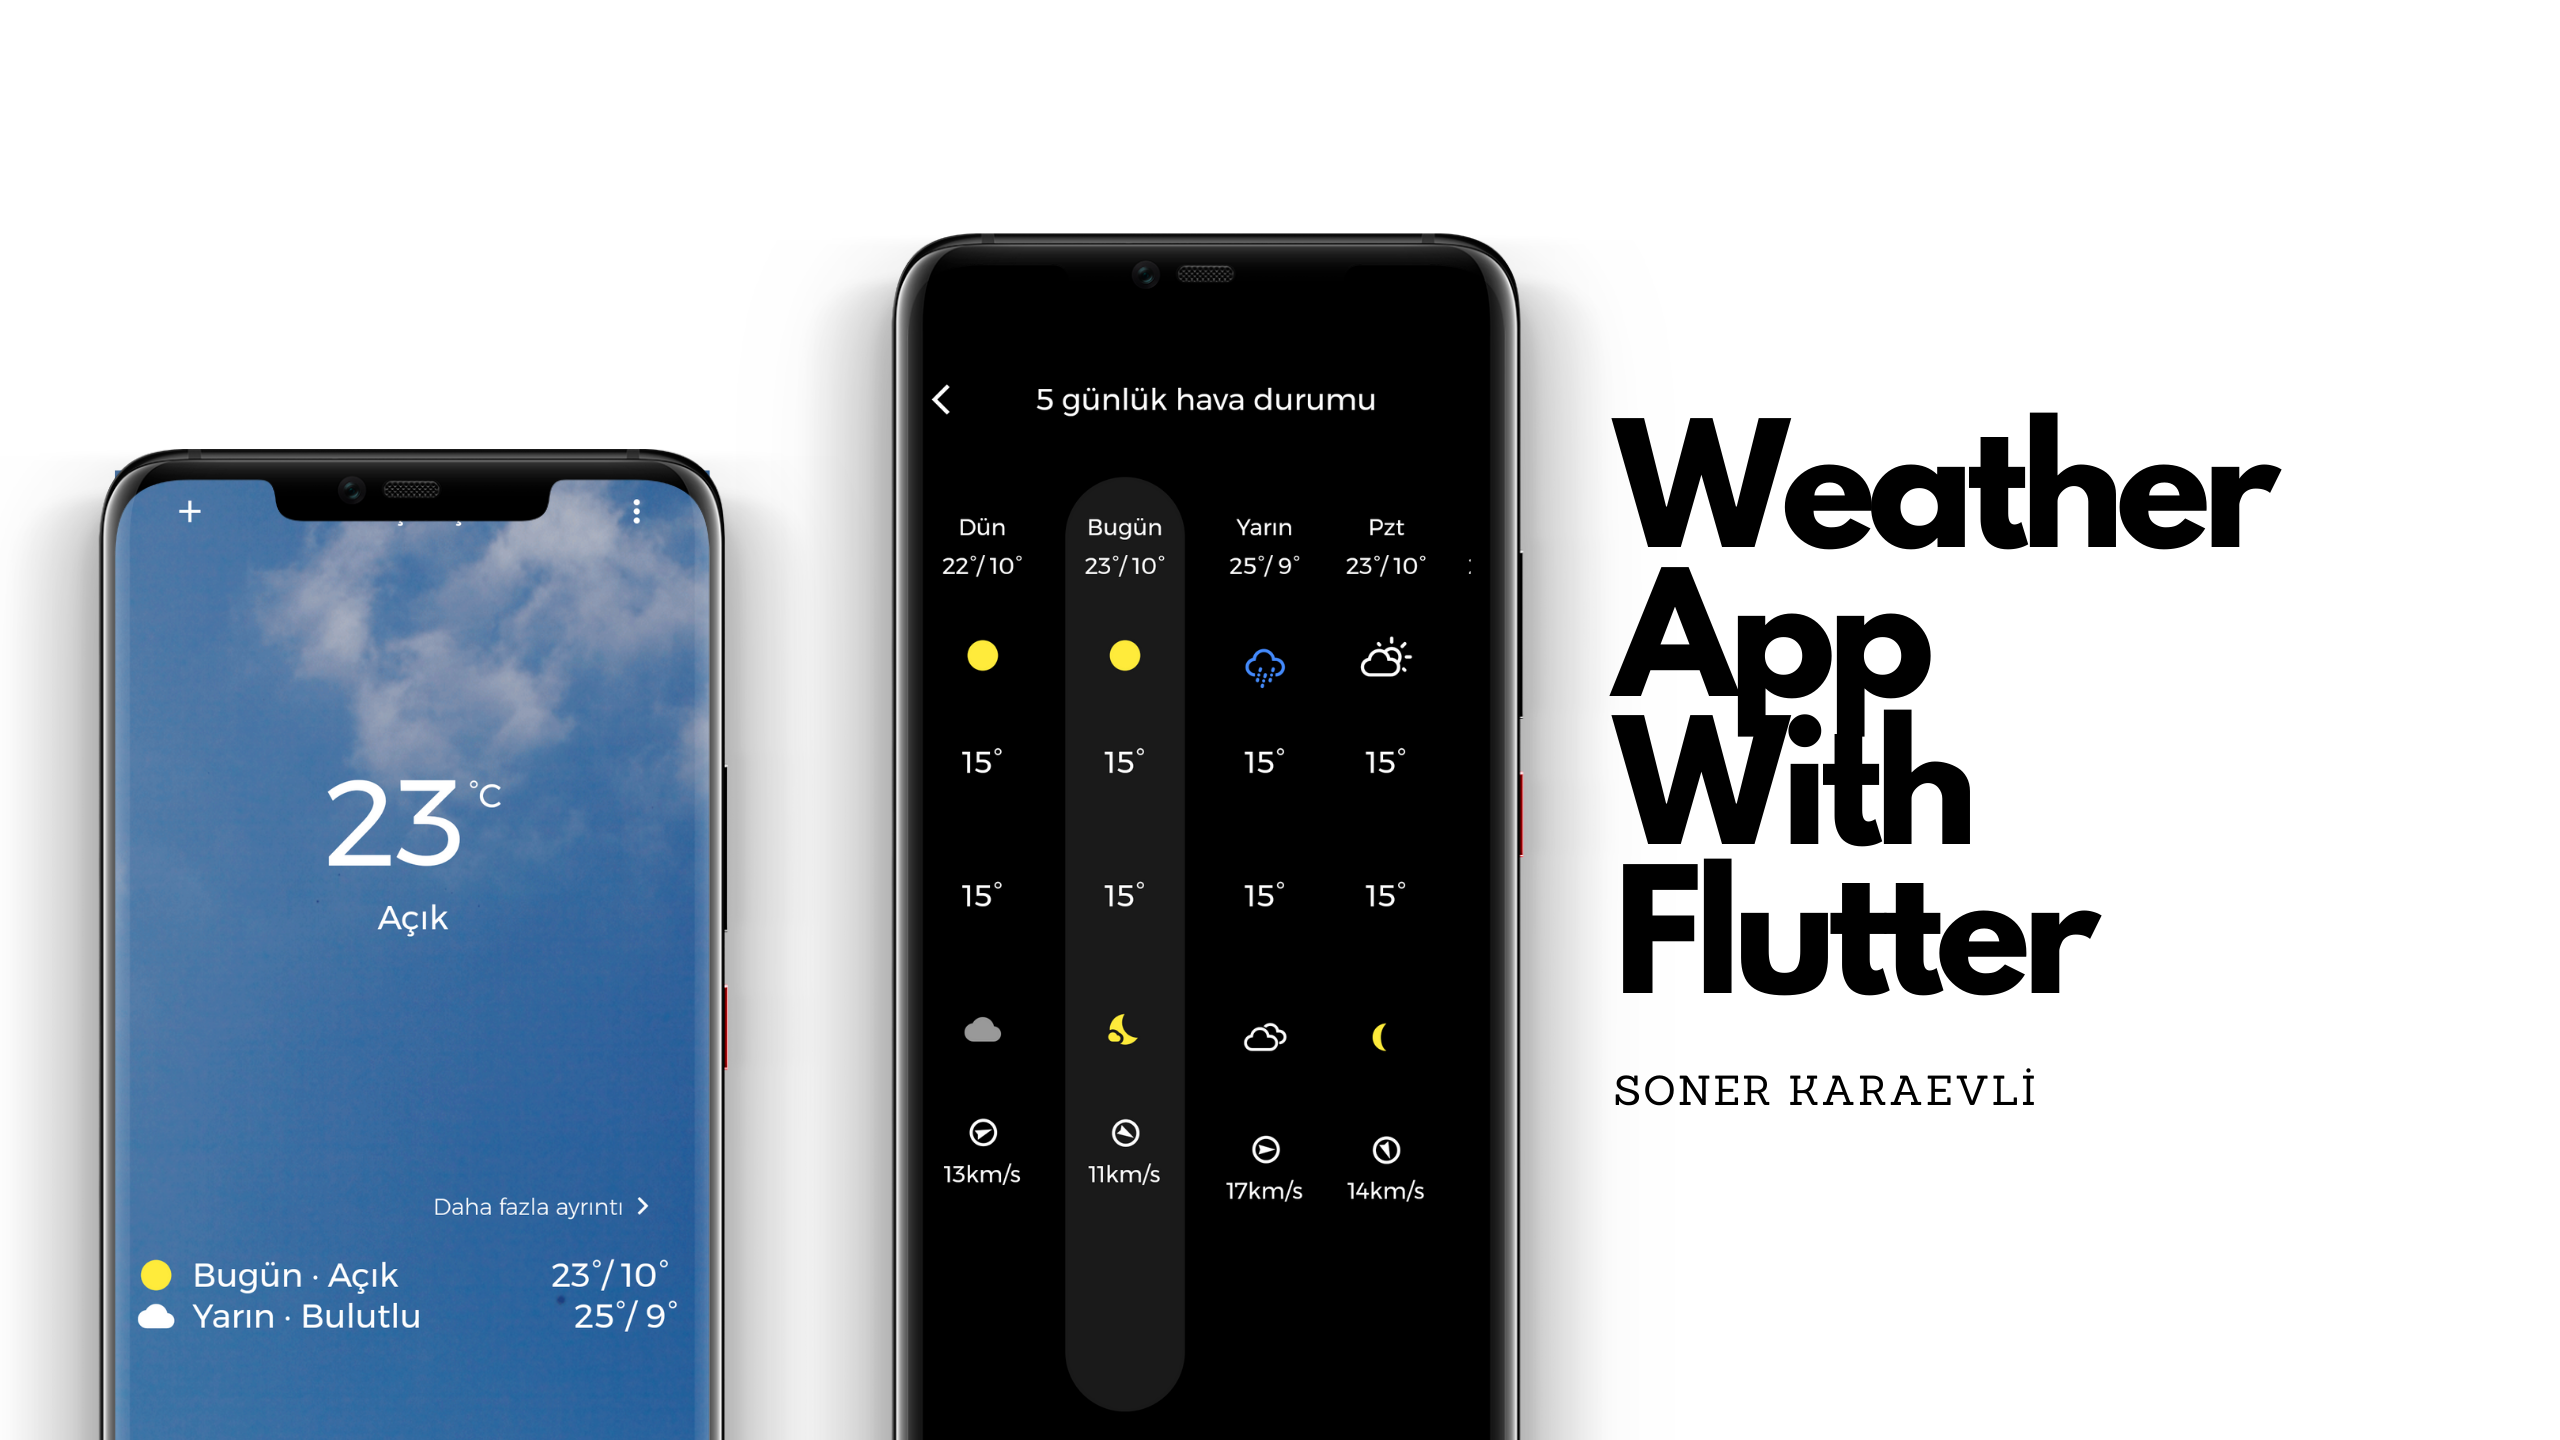 23°C
Açık
Daha fazla ayrıntı
Bugün · Açık 23°/ 10°
Yarın · Bulutlu 25°/ 9°
5 günlük hava durumu
Dün Bugün Yarın Pzt
22°/ 10° 23°/ 10° 25°/ 9° 23°/ 10°
15° 15° 15° 15°
15° 15° 15° 15°
13km/s 11km/s 17km/s 14km/s
Weather
App
With
Flutter
SONER KARAEVLİ